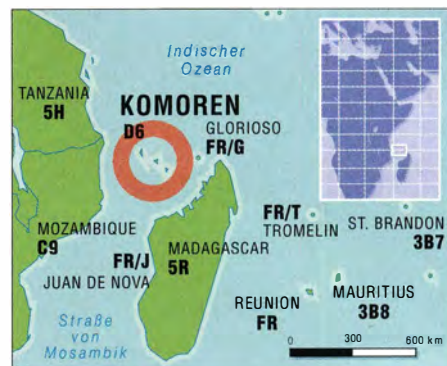 Indischer
Ozean
TANZANIA
5H
KOMOREN
D6
GLORIOSO
FR/G
MOZAMBIQUE
C9
FR/J
JUAN DE NOVA
MADAGASCAR
5R
FR/T
TROMELIN
ST. BRANDON
3B7
REUNION
FR
MAURITIUS
3B8
Straße
von
Mosambik
0 300 600 km